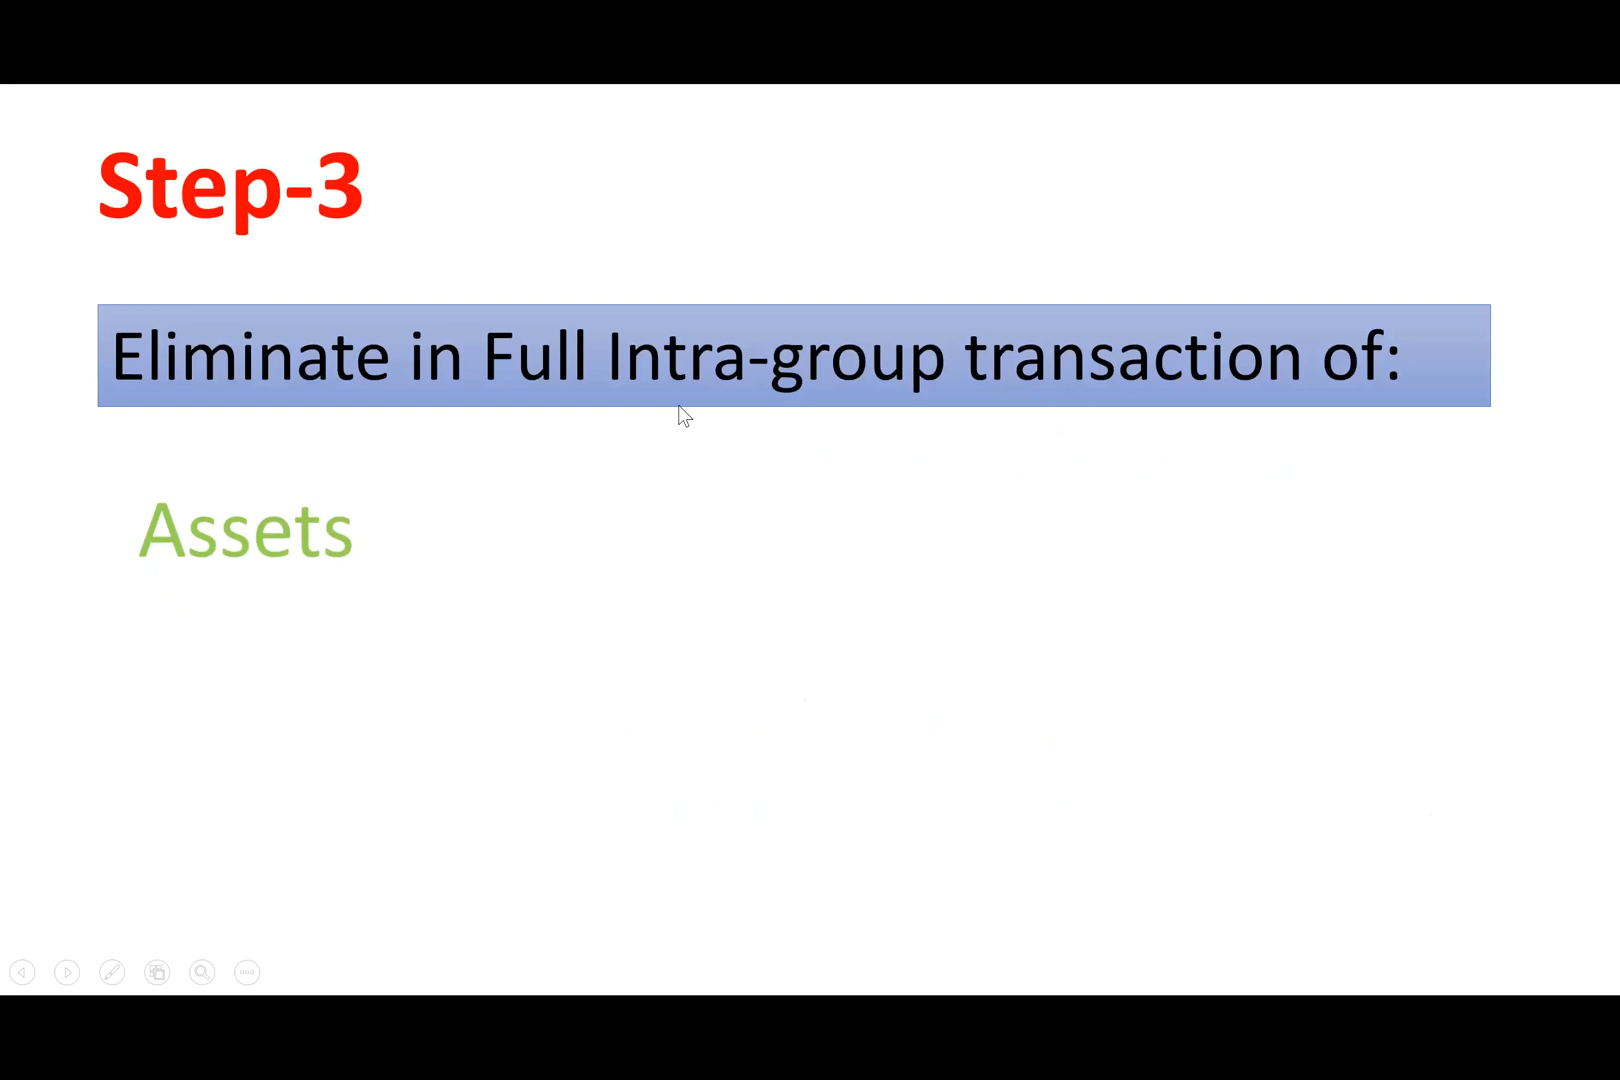 Step-3
Eliminate in Full Intra-group transaction of:
Assets